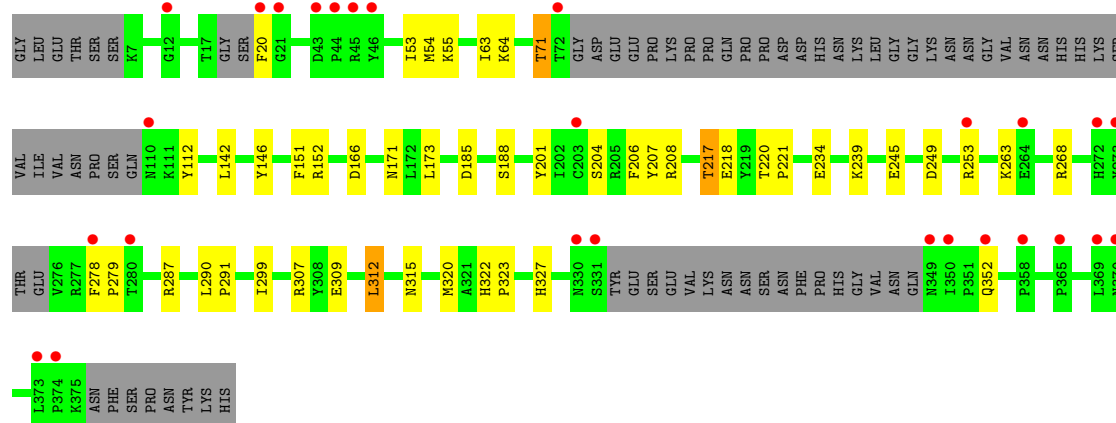 GLY LEU GLU THR SER SER K7 G12 T17 GLY SER F20 G21 D43 P44 R45 Y46 I53 M54 K55 I63 K64 T71 T72 GLY ASP GLU GLU PRO LYS PRO PRO GLN PRO PRO ASP ASP HIS ASN LYS LEU GLY GLY LYS ASN ASN GLY VAL ASN ASN HIS HIS LYS
VAL ILE VAL ASN PRO SER GLN N110 K111 Y112 L142 Y146 F151 R152 D166 N171 L172 L173 D185 S188 Y201 I202 C203 S204 R205 F206 Y207 R208 T217 E218 Y219 T220 P221 E234 K239 E245 D249 R253 K263 E264 R268 H272
THR GLU V276 R277 F278 P279 T280 R287 L290 P291 I299 R307 Y308 E309 L312 N315 M320 A321 H322 P323 H327 N330 S331 TYR GLU SER GLU VAL LYS ASN ASN SER ASN PHE PRO HIS GLY VAL ASN GLN N349 I350 P351 Q352 P358 P365 L369
L373 P374 K375 ASN PHE SER PRO ASN TYR LYS HIS